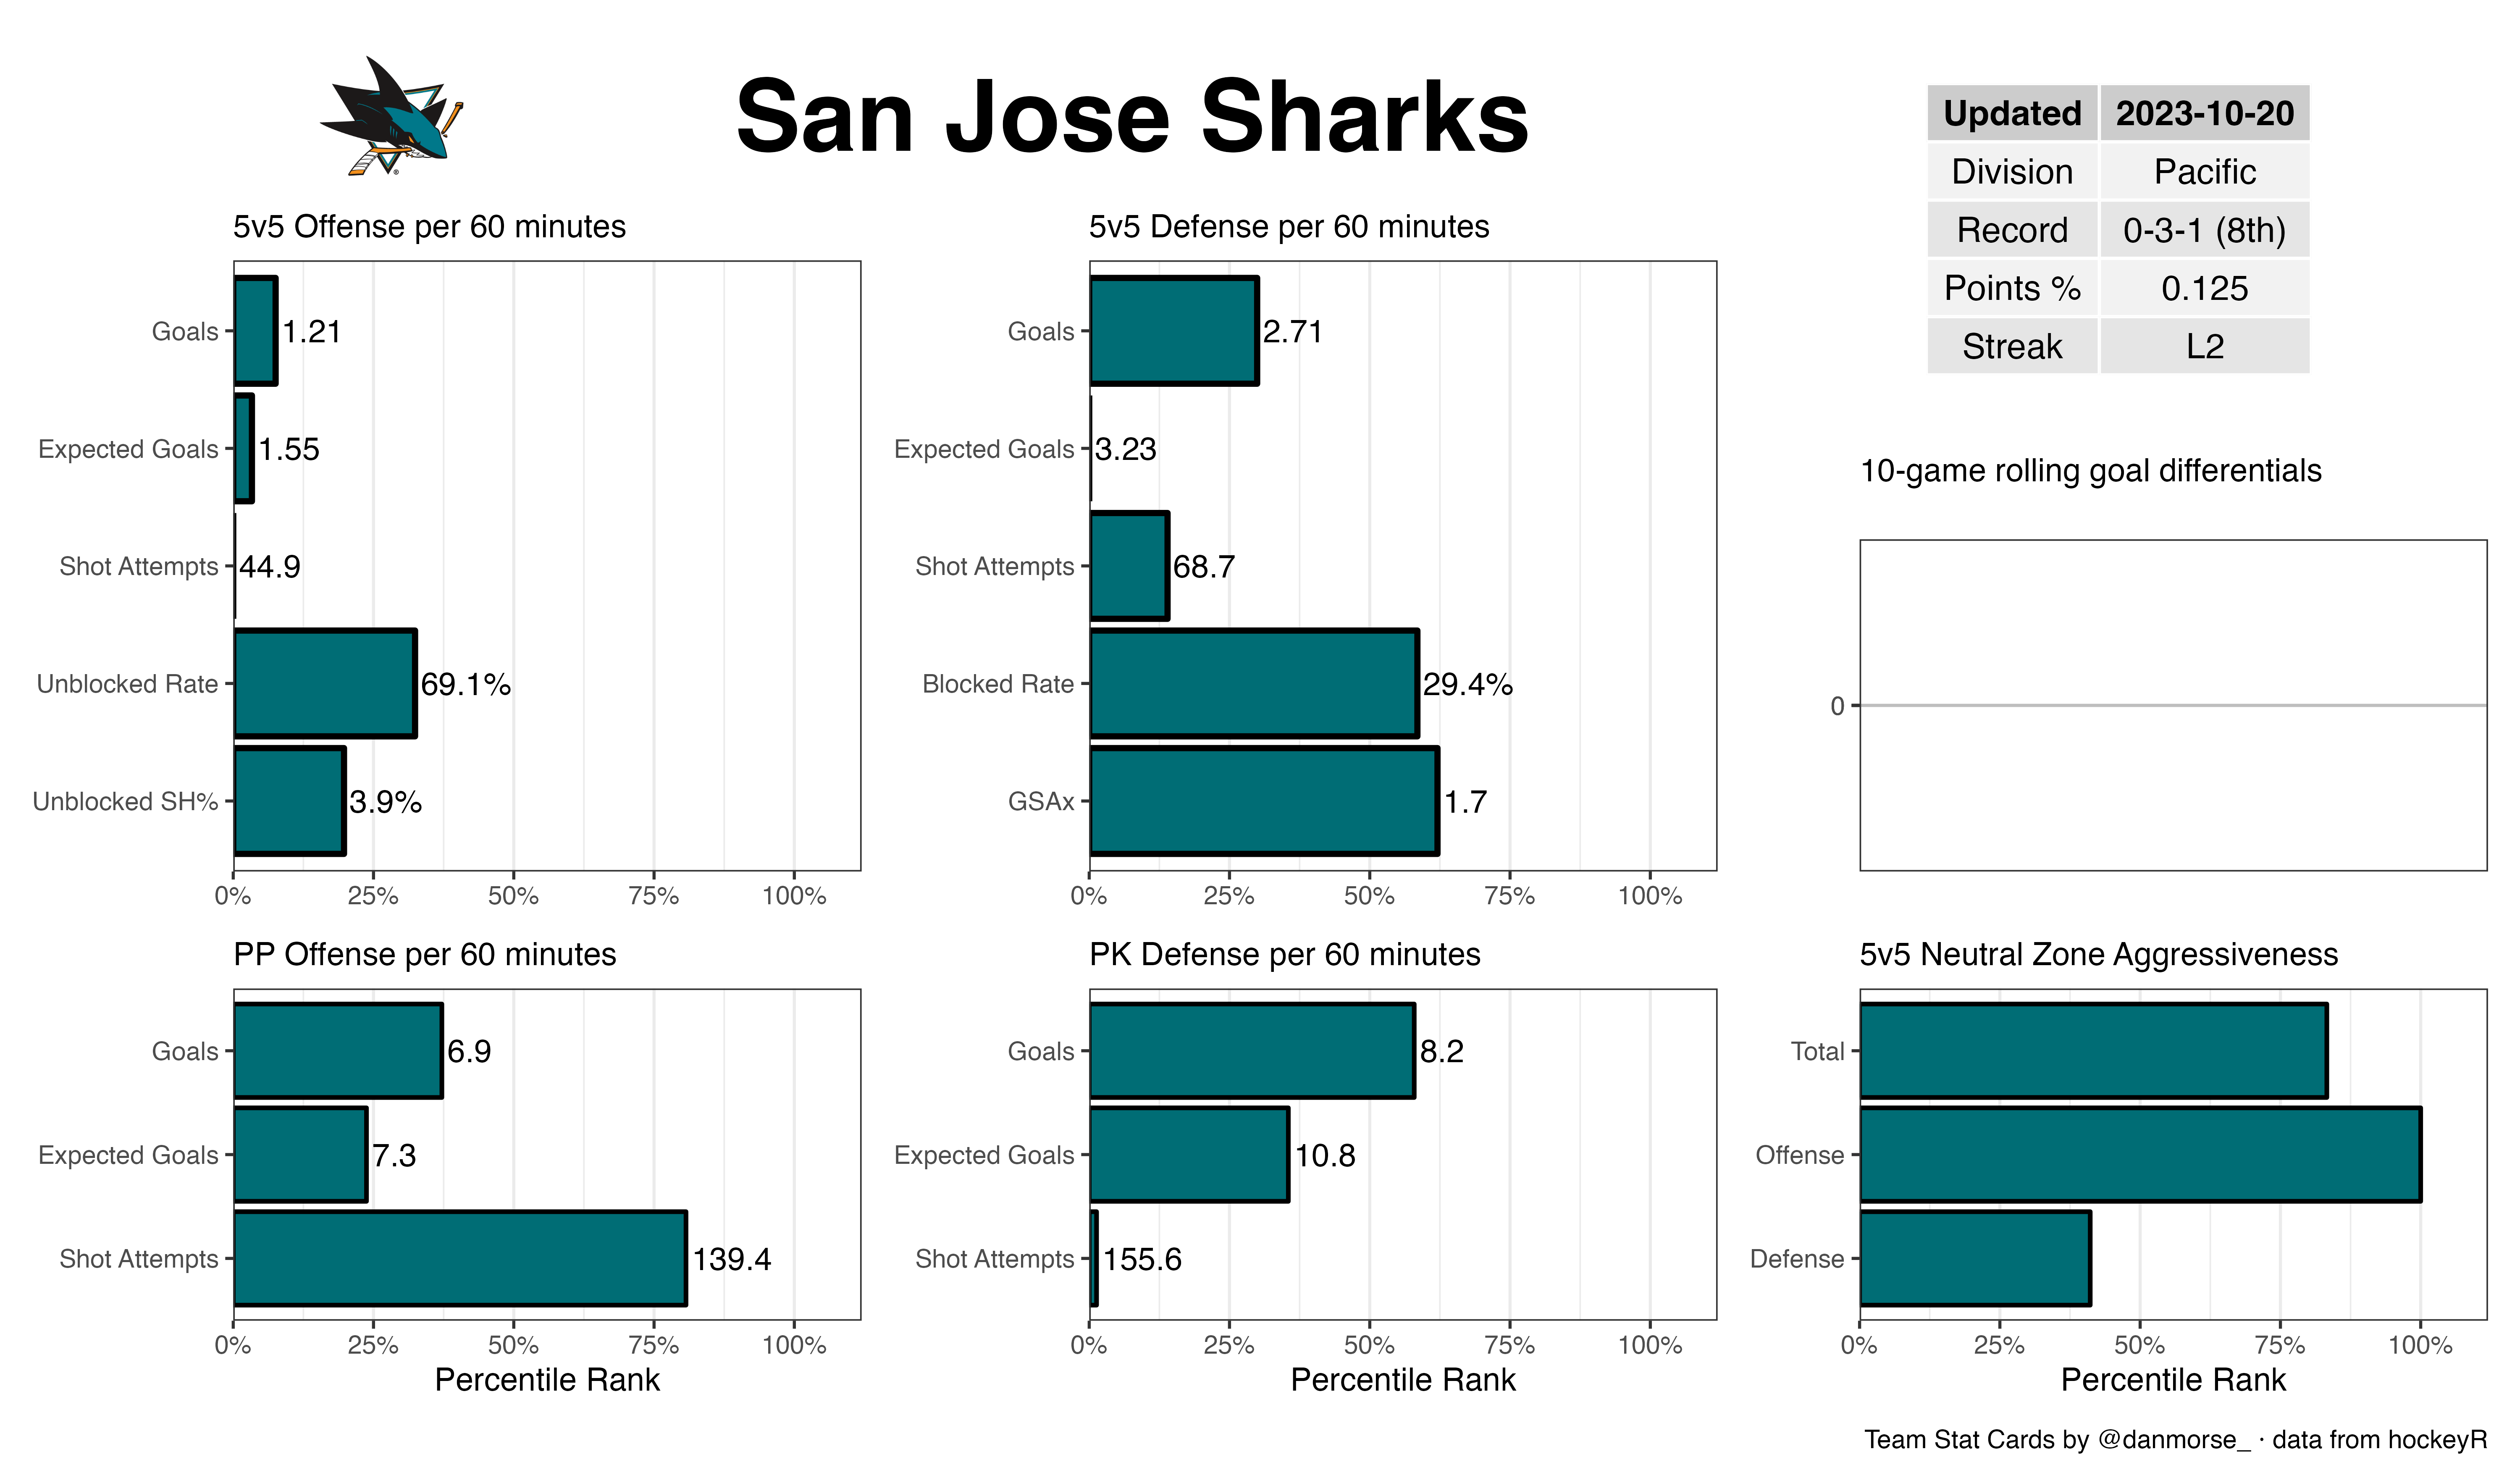 San Jose Sharks
Updated 2023-10-20
Division Pacific
Record 0-3-1 (8th)
Points % 0.125
Streak L2
5v5 Offense per 60 minutes
Goals 1.21
Expected Goals 1.55
Shot Attempts 44.9
Unblocked Rate 69.1%
Unblocked SH% 3.9%
0% 25% 50% 75% 100%
5v5 Defense per 60 minutes
Goals 2.71
Expected Goals 3.23
Shot Attempts 68.7
Blocked Rate 29.4%
GSAx 1.7
0% 25% 50% 75% 100%
10-game rolling goal differentials
0
PP Offense per 60 minutes
Goals 6.9
Expected Goals 7.3
Shot Attempts 139.4
0% 25% 50% 75% 100%
Percentile Rank
PK Defense per 60 minutes
Goals 8.2
Expected Goals 10.8
Shot Attempts 155.6
0% 25% 50% 75% 100%
Percentile Rank
5v5 Neutral Zone Aggressiveness
Total
Offense
Defense
0% 25% 50% 75% 100%
Percentile Rank
Team Stat Cards by @danmorse_ · data from hockeyR